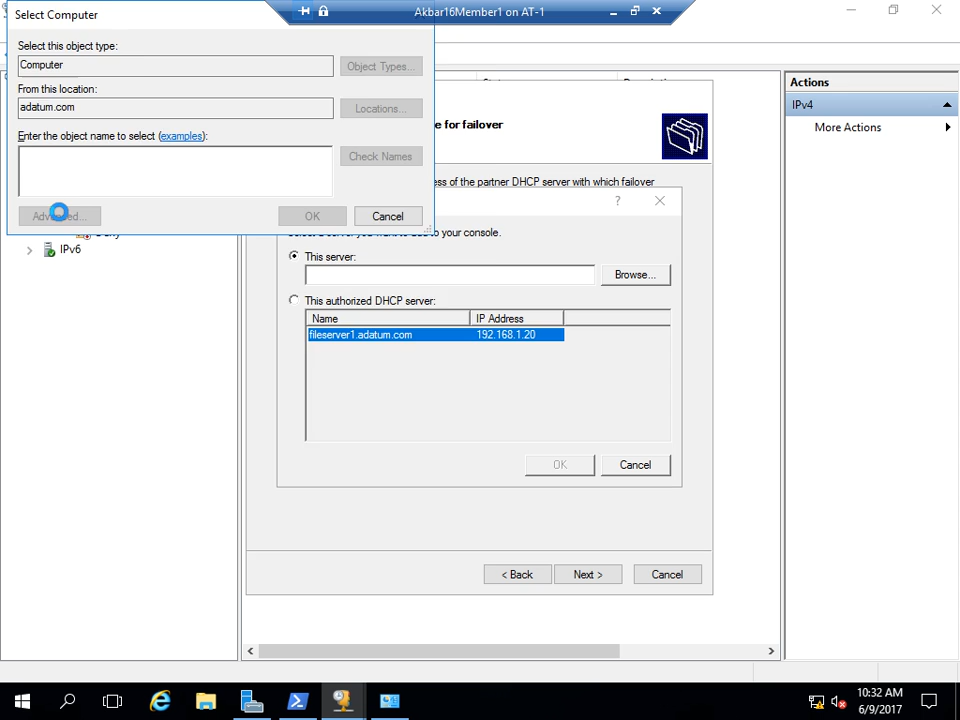 Select Computer
Akbar16Member1 on AT-1
Select this object type:
Computer
Object Types...
From this location:
adatum.com
Locations...
Enter the object name to select (examples):
Check Names
OK
Cancel
Actions
IPv4
More Actions
e for failover
ess of the partner DHCP server with which failover
IPv6
This server:
Browse...
This authorized DHCP server:
Name
IP Address
fileserver1.adatum.com
192.168.1.20
OK
Cancel
< Back
Next >
Cancel
10:32 AM
6/9/2017